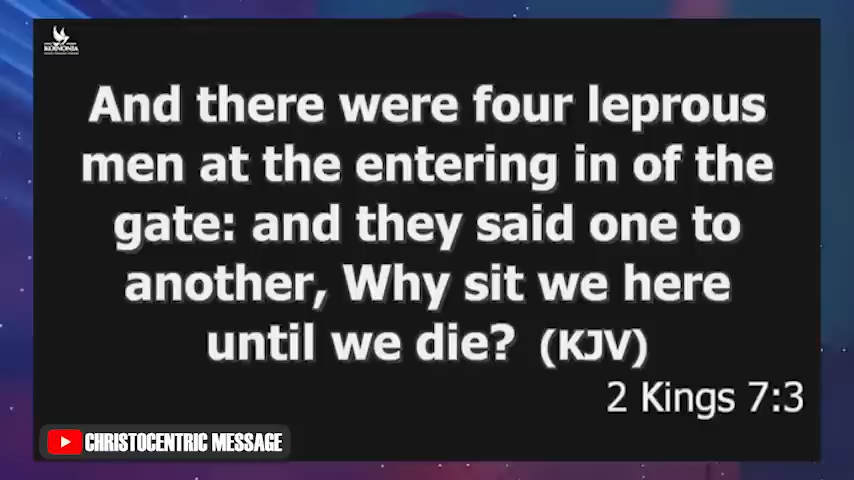 KOINONIA
And there were four leprous
men at the entering in of the
gate: and they said one to
another, Why sit we here
until we die? (KJV)
2 Kings 7:3
CHRISTOCENTRIC MESSAGE